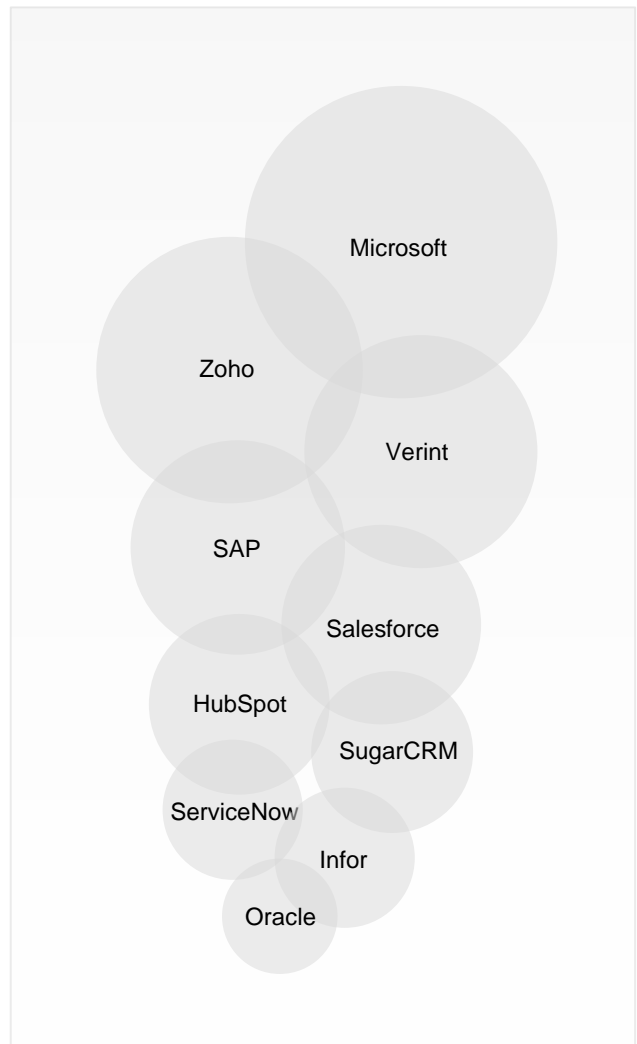 Microsoft
Zoho
Verint
SAP
Salesforce
HubSpot
SugarCRM
ServiceNow
Infor
Oracle